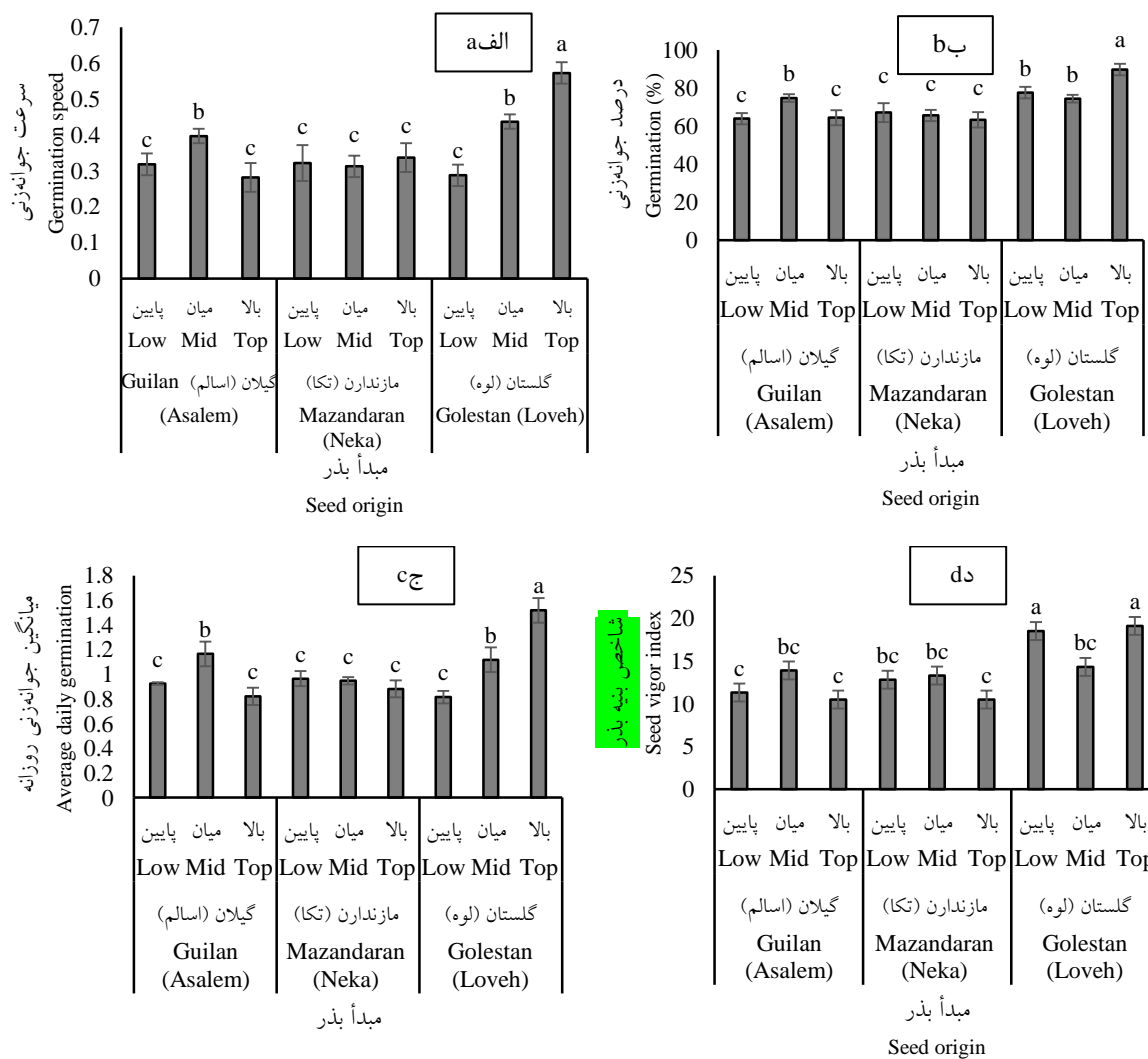 الف a
سرعت جوانه‌زنی
Germination speed
0.7
0.6
0.5
0.4
0.3
0.2
0.1
0
c b c c c c c b a
پایین میان بالا پایین میان بالا پایین میان بالا
Low Mid Top Low Mid Top Low Mid Top
Guilan گیلان (اسالم) مازندارن (تکا) گلستان (لوه)
(Asalem) Mazandaran Golestan (Loveh)
(Neka)
مبدأ بذر
Seed origin
ب b
درصد جوانه‌زنی
Germination (%)
100
80
60
40
20
0
c b c c c c b b a
پایین میان بالا پایین میان بالا پایین میان بالا
Low Mid Top Low Mid Top Low Mid Top
گیلان (اسالم) مازندارن (تکا) گلستان (لوه)
Guilan Mazandaran Golestan
(Asalem) (Neka) (Loveh)
مبدأ بذر
Seed origin
ج c
میانگین جوانه‌زنی روزانه
Average daily germination
1.8
1.6
1.4
1.2
1
0.8
0.6
0.4
0.2
0
c b c c c c c b a
پایین میان بالا پایین میان بالا پایین میان بالا
Low Mid Top Low Mid Top Low Mid Top
گیلان (اسالم) مازندارن (تکا) گلستان (لوه)
Guilan Mazandaran Golestan
(Asalem) (Neka) (Loveh)
مبدأ بذر
د d
شاخص بنیه بذر
Seed vigor index
25
20
15
10
5
0
c bc c bc bc c a bc a
پایین میان بالا پایین میان بالا پایین میان بالا
Low Mid Top Low Mid Top Low Mid Top
گیلان (اسالم) مازندارن (تکا) گلستان (لوه)
Guilan Mazandaran Golestan
(Asalem) (Neka) (Loveh)
مبدأ بذر
Seed origin